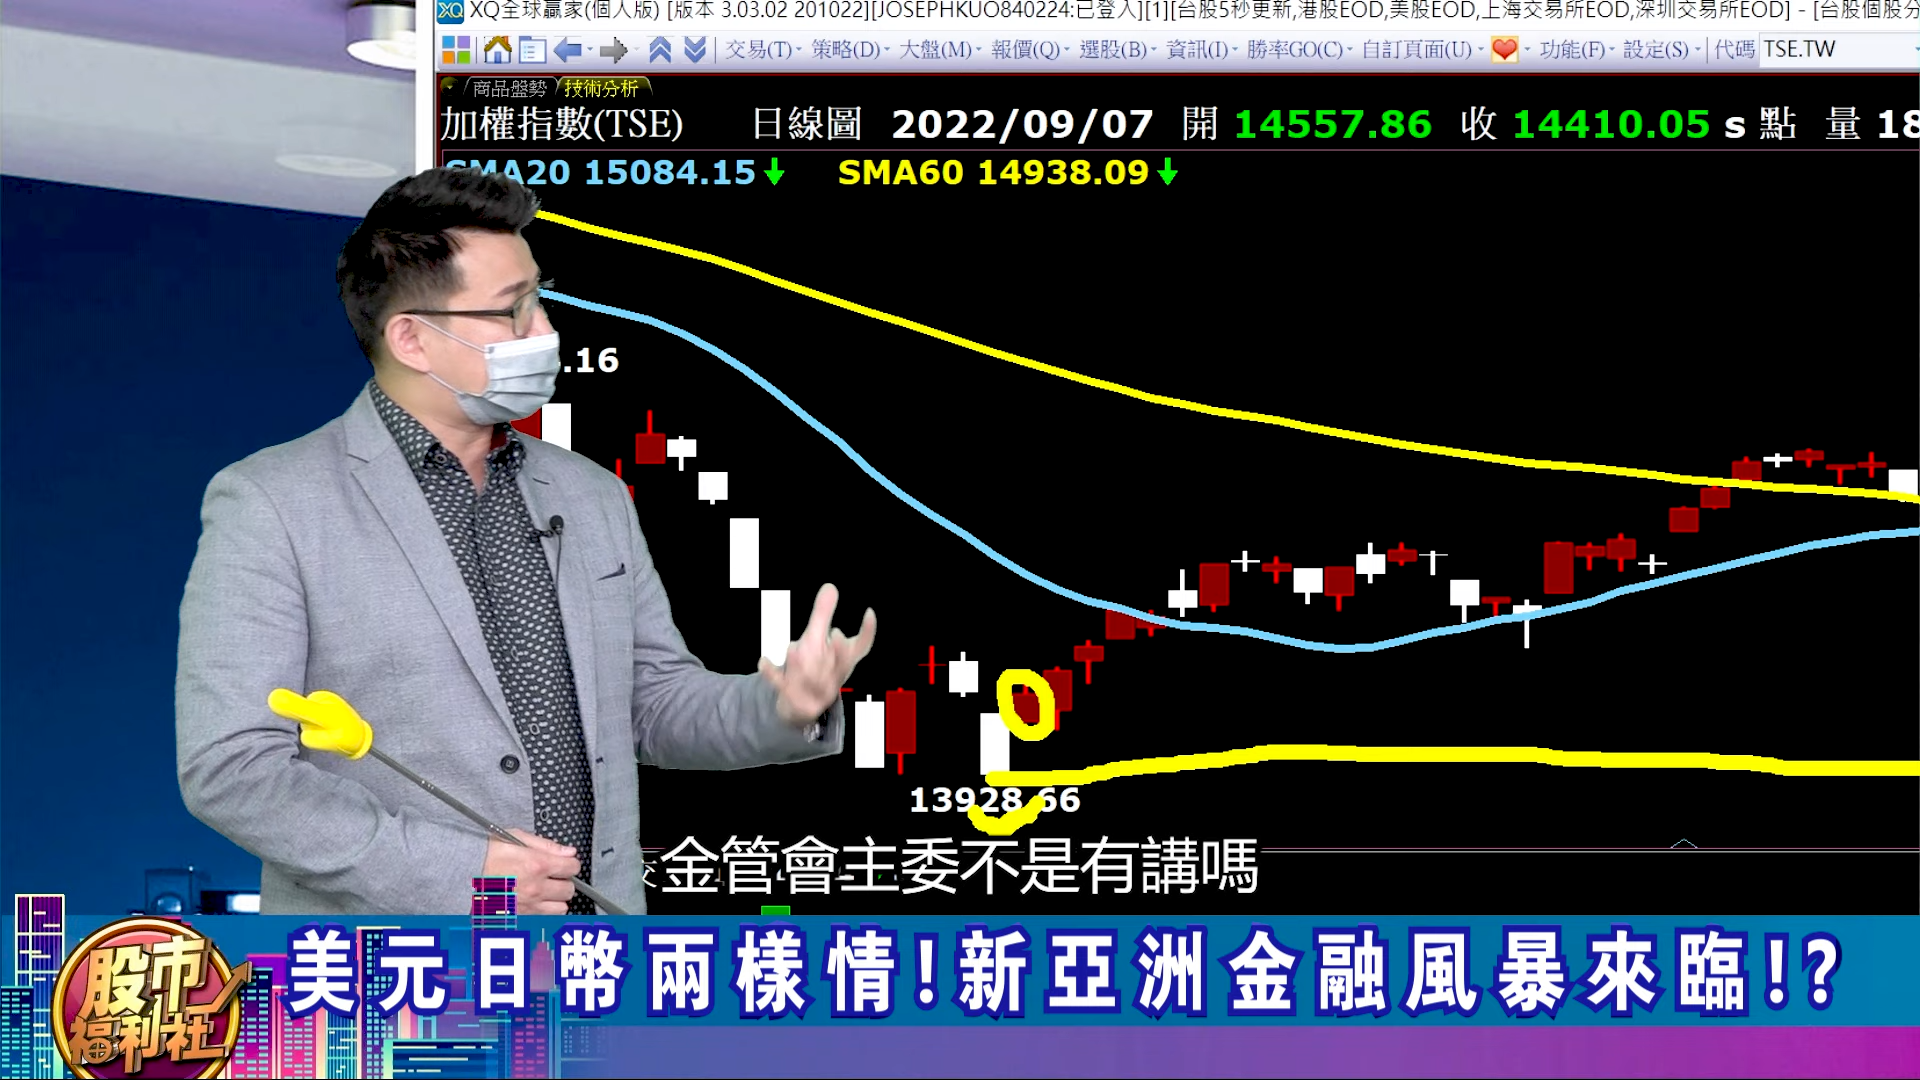 XQ全球贏家(個人版) [版本 3.03.02 201022][JOSEPHKUO840224:已登入][1][台股5秒更新,港股EOD,美股EOD,上海交易所EOD,深圳交易所EOD] - [台股個股分
交易(T) 策略(D) 大盤(M) 報價(Q) 選股(B) 資訊(I) 勝率GO(C) 自訂頁面(U) 功能(F) 設定(S) 代碼 TSE.TW
商品盤勢 技術分析
加權指數(TSE) 日線圖 2022/09/07 開 14557.86 收 14410.05 s 點 量 18
SMA20 15084.15 SMA60 14938.09
.16
13928.66
金管會主委不是有講嗎
股市福利社
美元日幣兩樣情!新亞洲金融風暴來臨!?